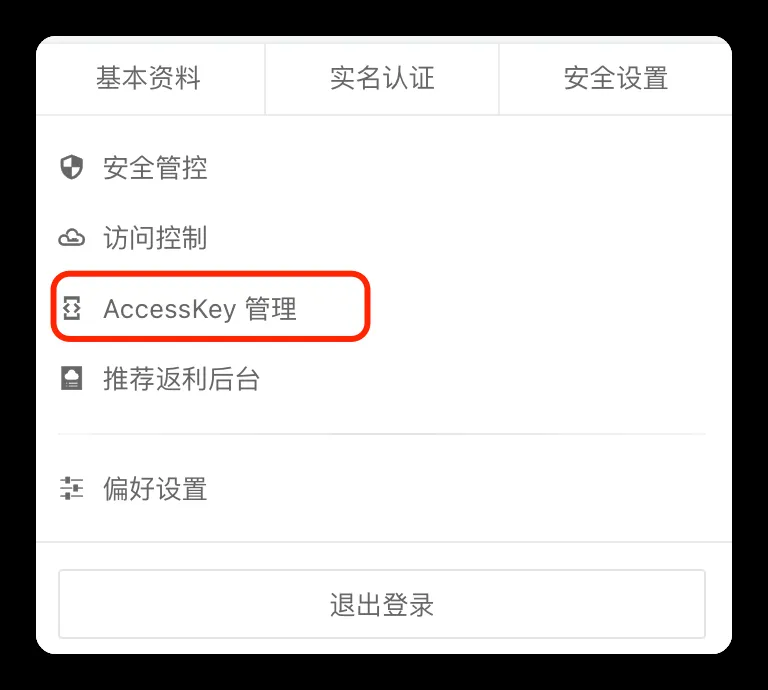 基本资料 实名认证 安全设置
安全管控
访问控制
AccessKey 管理
推荐返利后台
偏好设置
退出登录